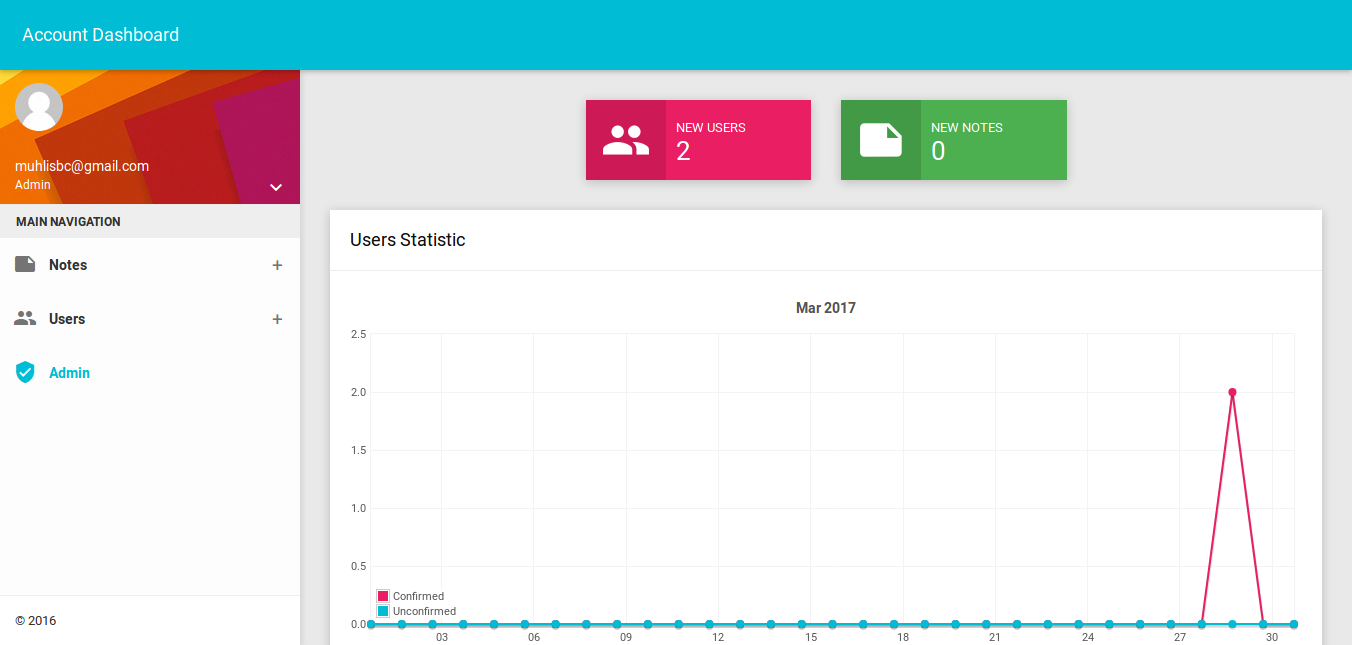 Account Dashboard
muhlisbc@gmail.com
Admin
MAIN NAVIGATION
Notes +
Users +
Admin
© 2016
NEW USERS
2
NEW NOTES
0
Users Statistic
Mar 2017
2.5
2.0
1.5
1.0
0.5
0.0
Confirmed
Unconfirmed
03 06 09 12 15 18 21 24 27 30